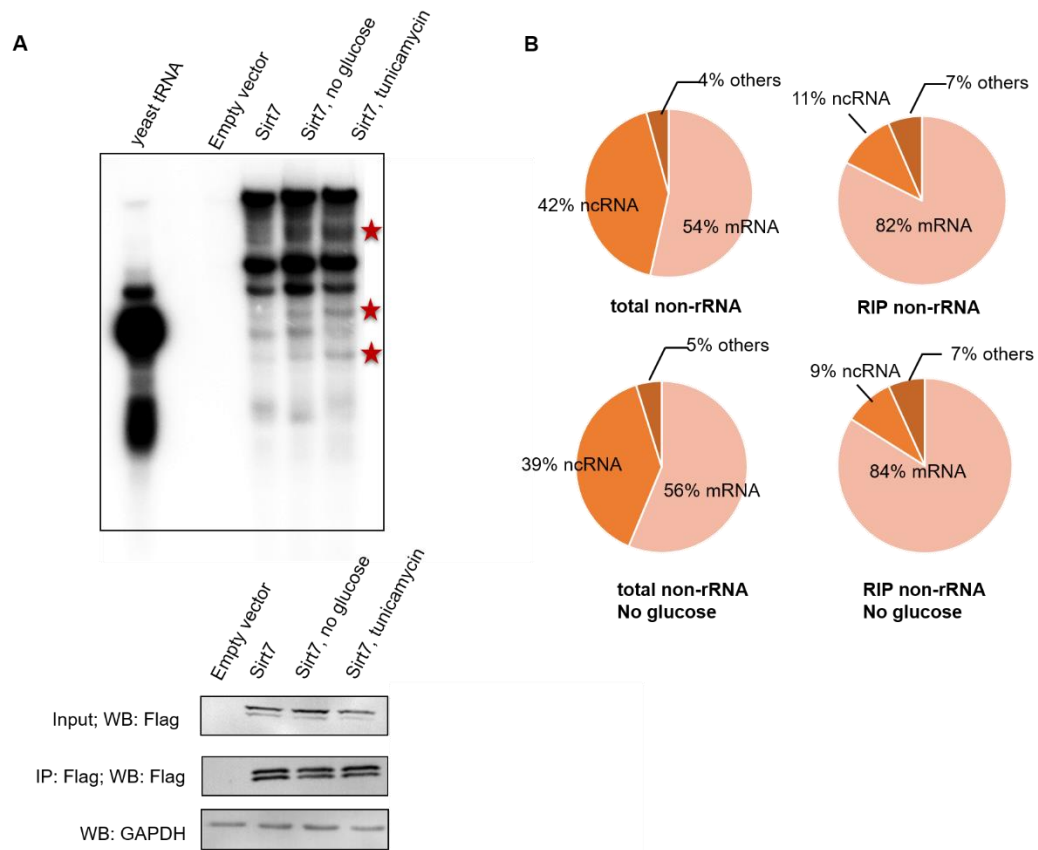 A
yeast tRNA
Empty vector
Sirt7
Sirt7, no glucose
Sirt7, tunicamycin
Empty vector
Sirt7
Sirt7, no glucose
Sirt7, tunicamycin
Input; WB: Flag
IP: Flag; WB: Flag
WB: GAPDH
B
4% others
42% ncRNA
54% mRNA
total non-rRNA
11% ncRNA
7% others
82% mRNA
RIP non-rRNA
5% others
39% ncRNA
56% mRNA
total non-rRNA
No glucose
9% ncRNA
7% others
84% mRNA
RIP non-rRNA
No glucose